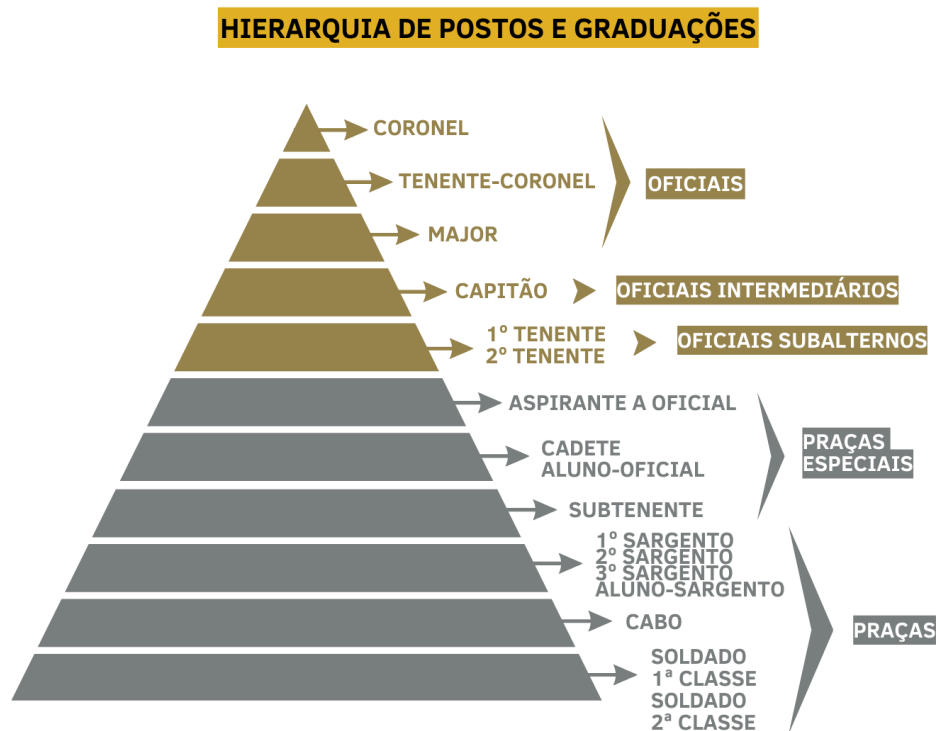 HIERARQUIA DE POSTOS E GRADUAÇÕES
CORONEL
TENENTE-CORONEL
OFICIAIS
MAJOR
CAPITÃO
OFICIAIS INTERMEDIÁRIOS
1º TENENTE
2º TENENTE
OFICIAIS SUBALTERNOS
ASPIRANTE A OFICIAL
CADETE
ALUNO-OFICIAL
PRAÇAS
ESPECIAIS
SUBTENENTE
1º SARGENTO
2º SARGENTO
3º SARGENTO
ALUNO-SARGENTO
CABO
PRAÇAS
SOLDADO
1ª CLASSE
SOLDADO
2ª CLASSE